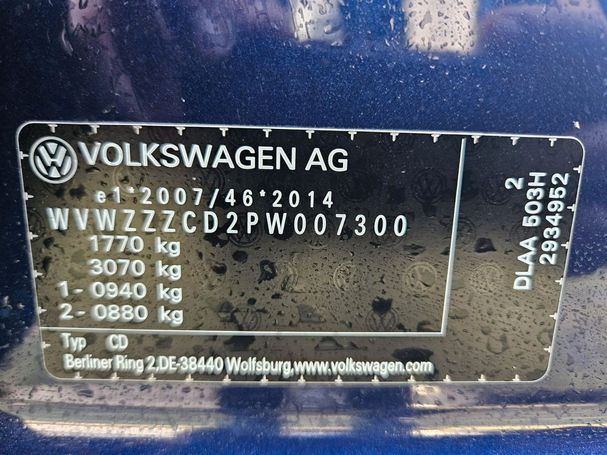 VOLKSWAGEN AG
e1*2007/46*2014
WVWZZZCD2PW007300
1770 kg
3070 kg
1 - 0940 kg
2 - 0880 kg
Typ CD
Berliner Ring 2,DE-38440 Wolfsburg,www.volkswagen.com
2
DLAA 503H
2934952